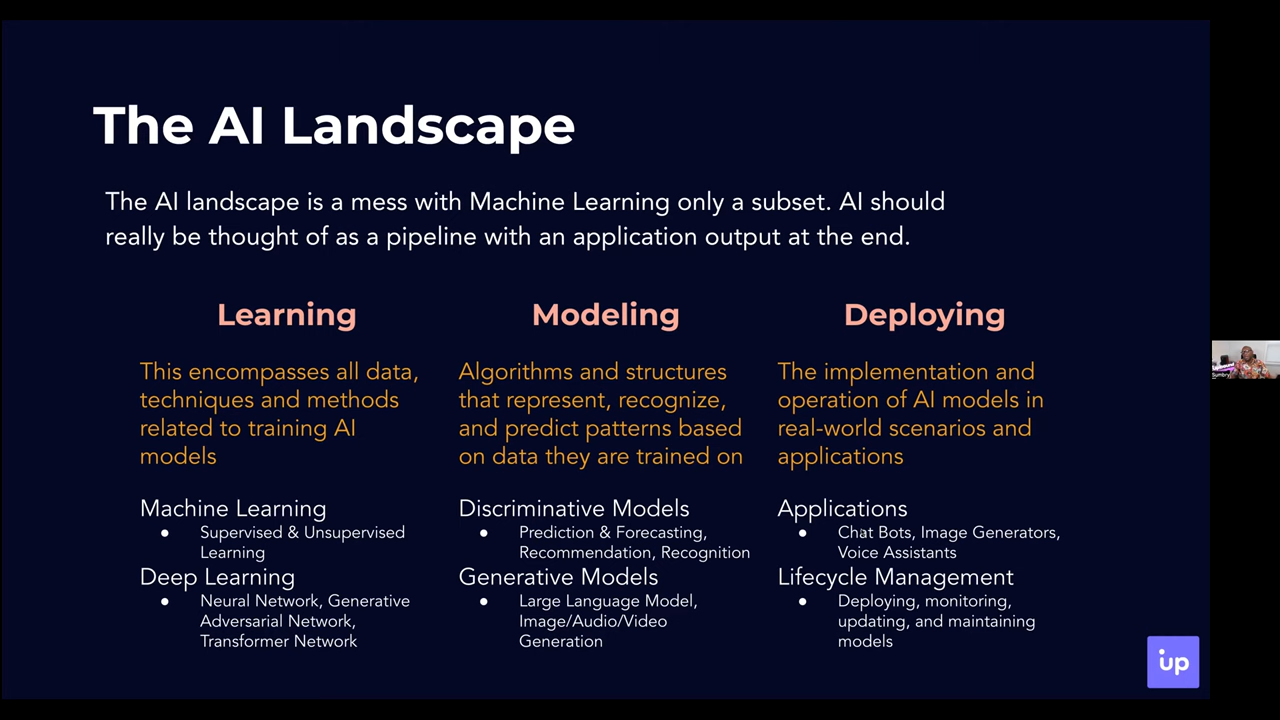 The AI Landscape
The AI landscape is a mess with Machine Learning only a subset. AI should
really be thought of as a pipeline with an application output at the end.
Learning
This encompasses all data,
techniques and methods
related to training AI
models
Machine Learning
● Supervised & Unsupervised
Learning
Deep Learning
● Neural Network, Generative
Adversarial Network,
Transformer Network
Modeling
Algorithms and structures
that represent, recognize,
and predict patterns based
on data they are trained on
Discriminative Models
● Prediction & Forecasting,
Recommendation, Recognition
Generative Models
● Large Language Model,
Image/Audio/Video
Generation
Deploying
The implementation and
operation of AI models in
real-world scenarios and
applications
Applications
● Chat Bots, Image Generators,
Voice Assistants
Lifecycle Management
● Deploying, monitoring,
updating, and maintaining
models
up